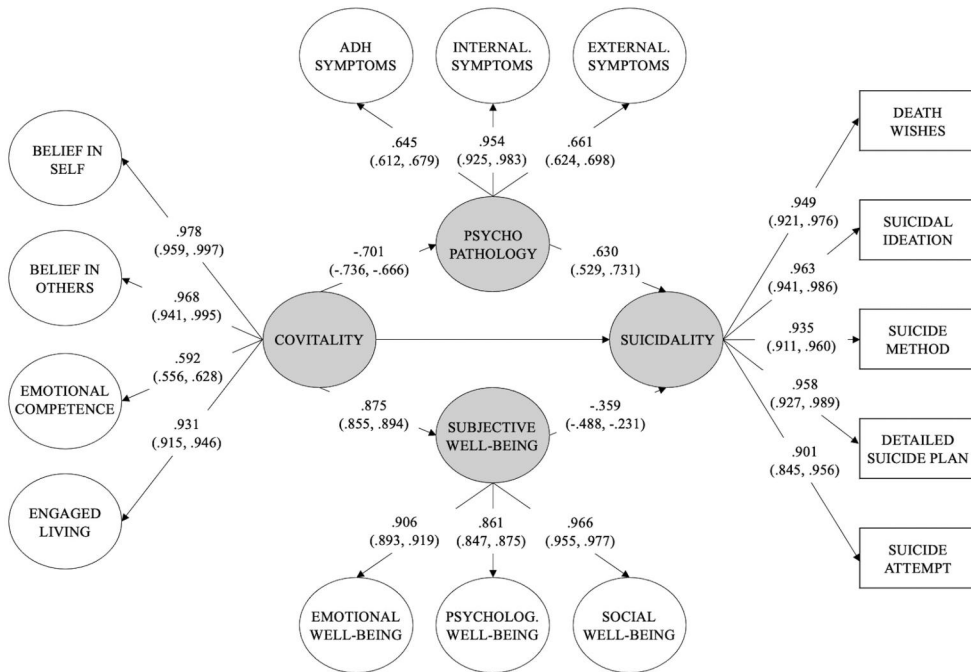 ADH
SYMPTOMS
INTERNAL.
SYMPTOMS
EXTERNAL.
SYMPTOMS
.645
(.612, .679)
.954
(.925, .983)
.661
(.624, .698)
BELIEF IN
SELF
BELIEF IN
OTHERS
EMOTIONAL
COMPETENCE
ENGAGED
LIVING
.978
(.959, .997)
.968
(.941, .995)
.592
(.556, .628)
.931
(.915, .946)
COVITALITY
-.701
(-.736, -.666)
PSYCHO
PATHOLOGY
.630
(.529, .731)
.875
(.855, .894)
SUBJECTIVE
WELL-BEING
-.359
(-.488, -.231)
SUICIDALITY
.949
(.921, .976)
.963
(.941, .986)
.935
(.911, .960)
.958
(.927, .989)
.901
(.845, .956)
DEATH
WISHES
SUICIDAL
IDEATION
SUICIDE
METHOD
DETAILED
SUICIDE PLAN
SUICIDE
ATTEMPT
.906
(.893, .919)
.861
(.847, .875)
.966
(.955, .977)
EMOTIONAL
WELL-BEING
PSYCHOLOG.
WELL-BEING
SOCIAL
WELL-BEING